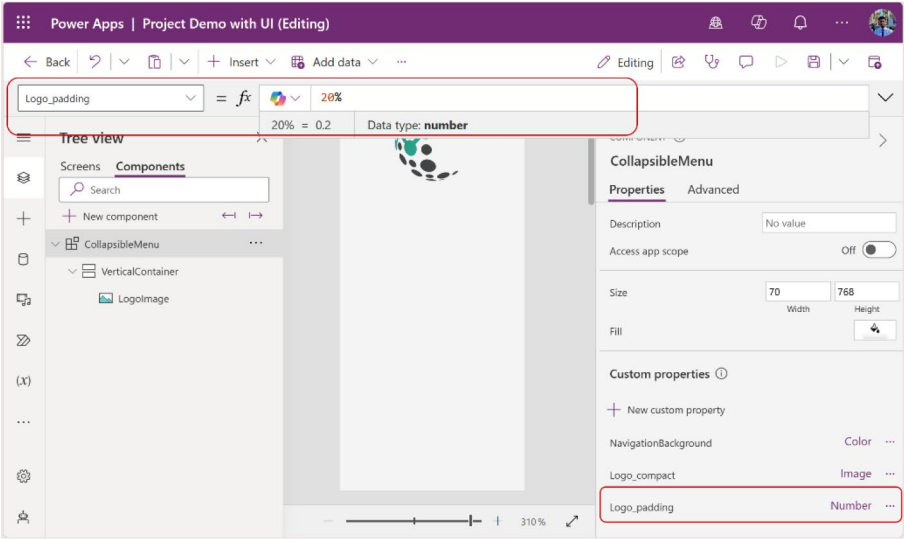 Power Apps | Project Demo with UI (Editing)
Back
Insert
Add data
...
Editing
Logo_padding
= fx
20%
20% = 0.2
Data type: number
Tree view
Screens
Components
Search
New component
CollapsibleMenu
...
VerticalContainer
LogoImage
(x)
...
310 %
COMPONENT
CollapsibleMenu
Properties
Advanced
Description
No value
Access app scope
Off
Size
70
768
Width
Height
Fill
Custom properties
New custom property
NavigationBackground
Color
...
Logo_compact
Image
...
Logo_padding
Number
...